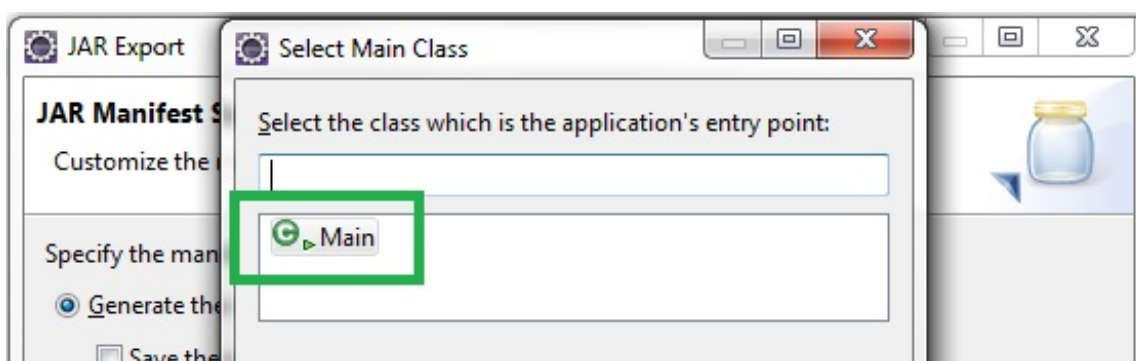 JAR Export
Select Main Class
JAR Manifest S
Customize the
Select the class which is the application's entry point:
Main
Specify the man
Generate the
Save the